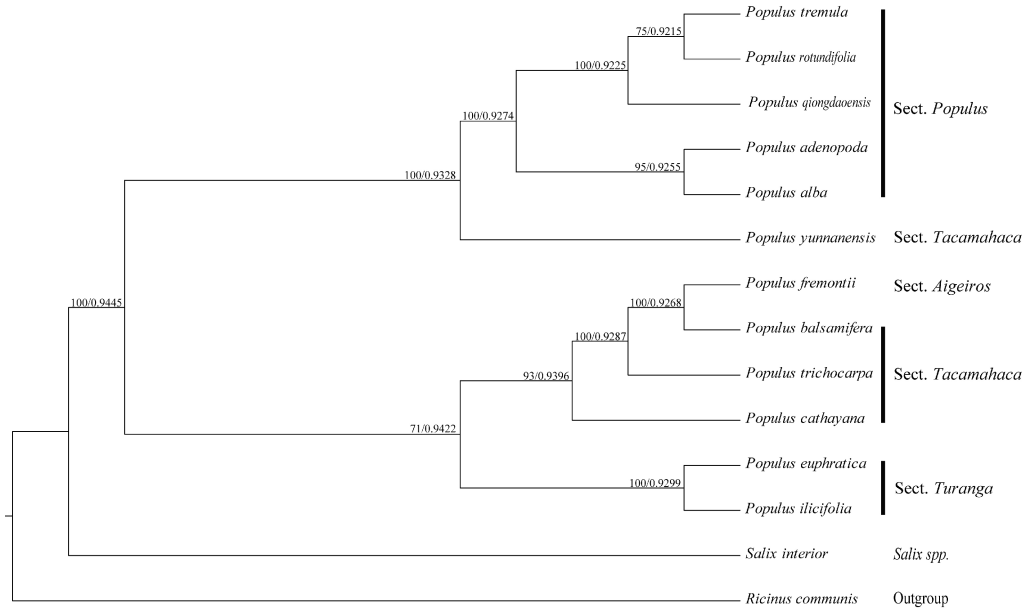 Populus tremula
75/0.9215
Populus rotundifolia
100/0.9225
Populus qiongdaoensis
Sect. Populus
100/0.9274
Populus adenopoda
95/0.9255
100/0.9328
Populus alba
Populus yunnanensis Sect. Tacamahaca
Populus fremontii Sect. Aigeiros
100/0.9445
100/0.9268
Populus balsamifera
100/0.9287
Populus trichocarpa Sect. Tacamahaca
93/0.9396
Populus cathayana
71/0.9422
Populus euphratica
100/0.9299
Sect. Turanga
Populus ilicifolia
Salix interior Salix spp.
Ricinus communis Outgroup